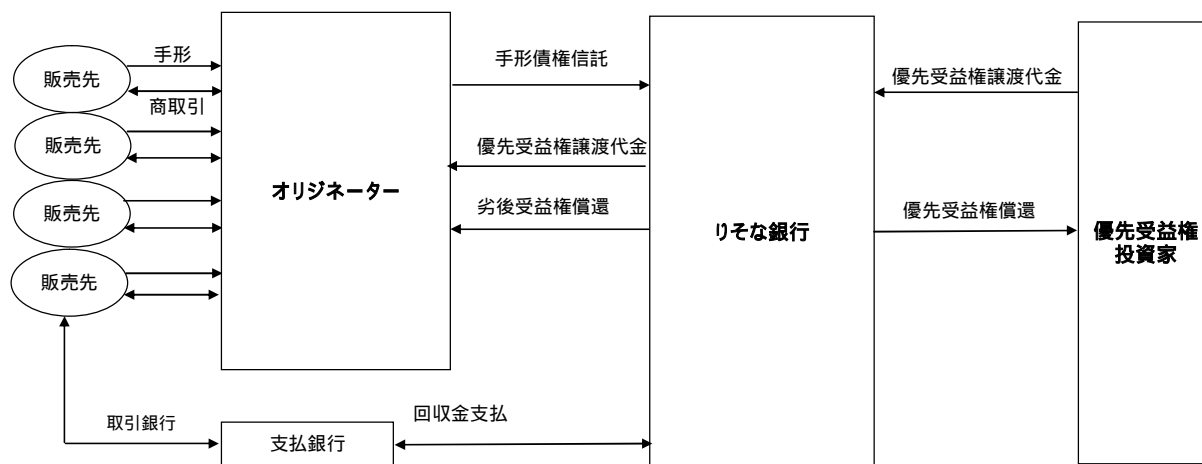 手形
販売先
商取引
販売先
販売先
販売先
オリジネーター
手形債権信託
優先受益権譲渡代金
劣後受益権償還
りそな銀行
優先受益権譲渡代金
優先受益権償還
優先受益権
投資家
取引銀行
支払銀行
回収金支払